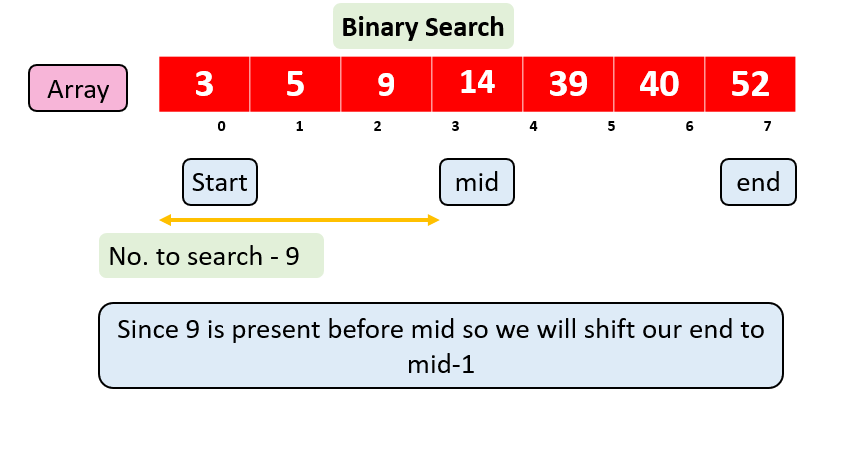 Binary Search
Array
3 5 9 14 39 40 52
0 1 2 3 4 5 6 7
Start mid end
No. to search - 9
Since 9 is present before mid so we will shift our end to
mid-1